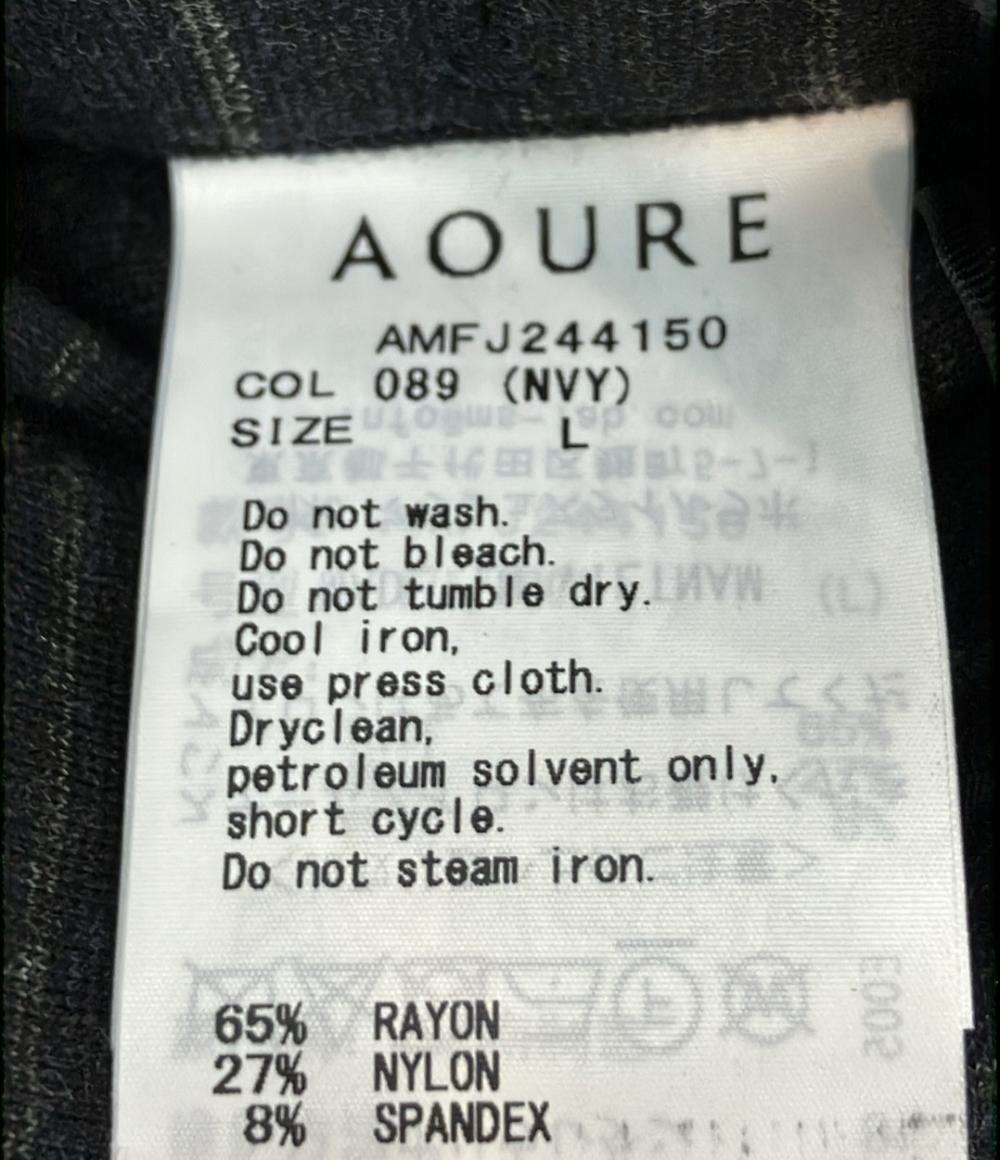 AOURE
AMFJ244150
COL 089 (NVY)
SIZE L
Do not wash.
Do not bleach.
Do not tumble dry.
Cool iron,
use press cloth.
Dryclean,
petroleum solvent only,
short cycle.
Do not steam iron.
65% RAYON
27% NYLON
8% SPANDEX